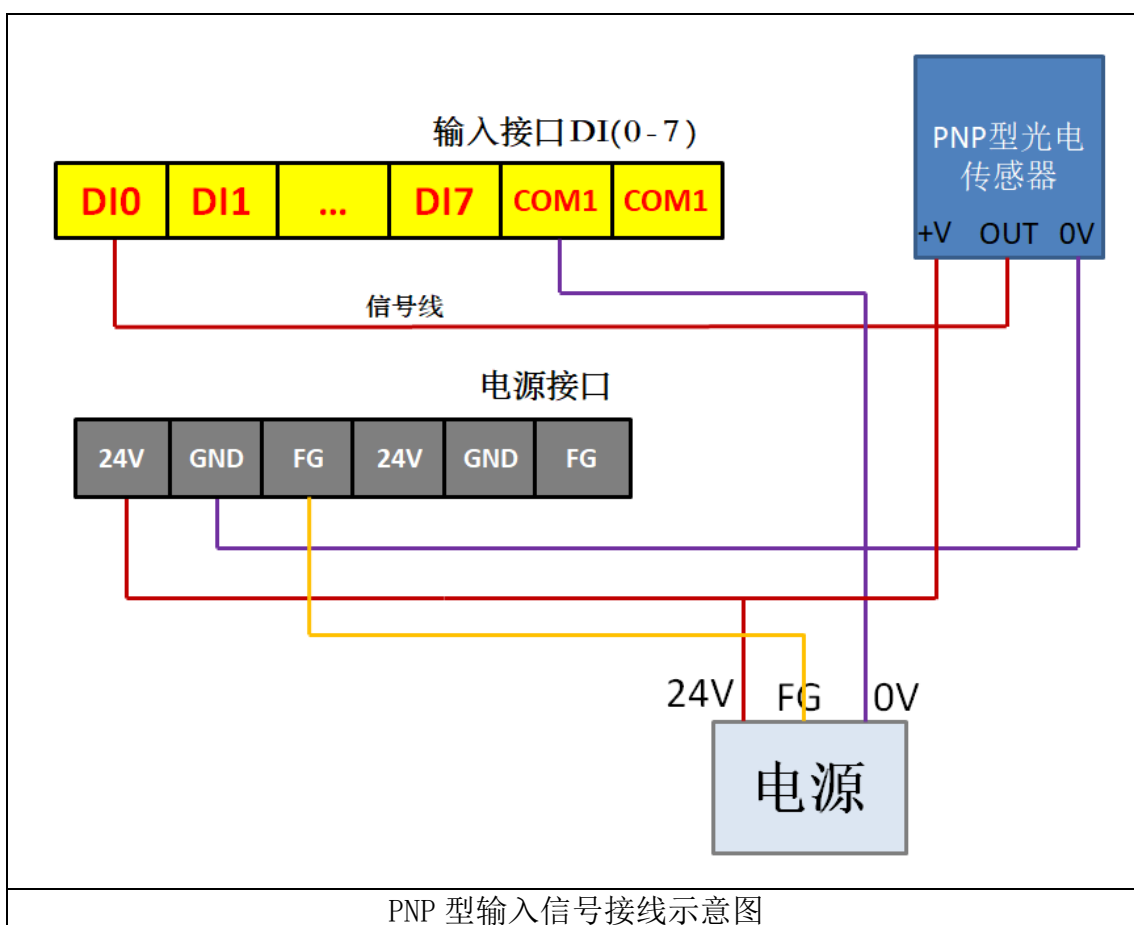 输入接口DI(0-7)
DI0 DI1 ... DI7 COM1 COM1
PNP型光电
传感器
+V OUT 0V
信号线
电源接口
24V GND FG 24V GND FG
24V FG 0V
电源
PNP 型输入信号接线示意图